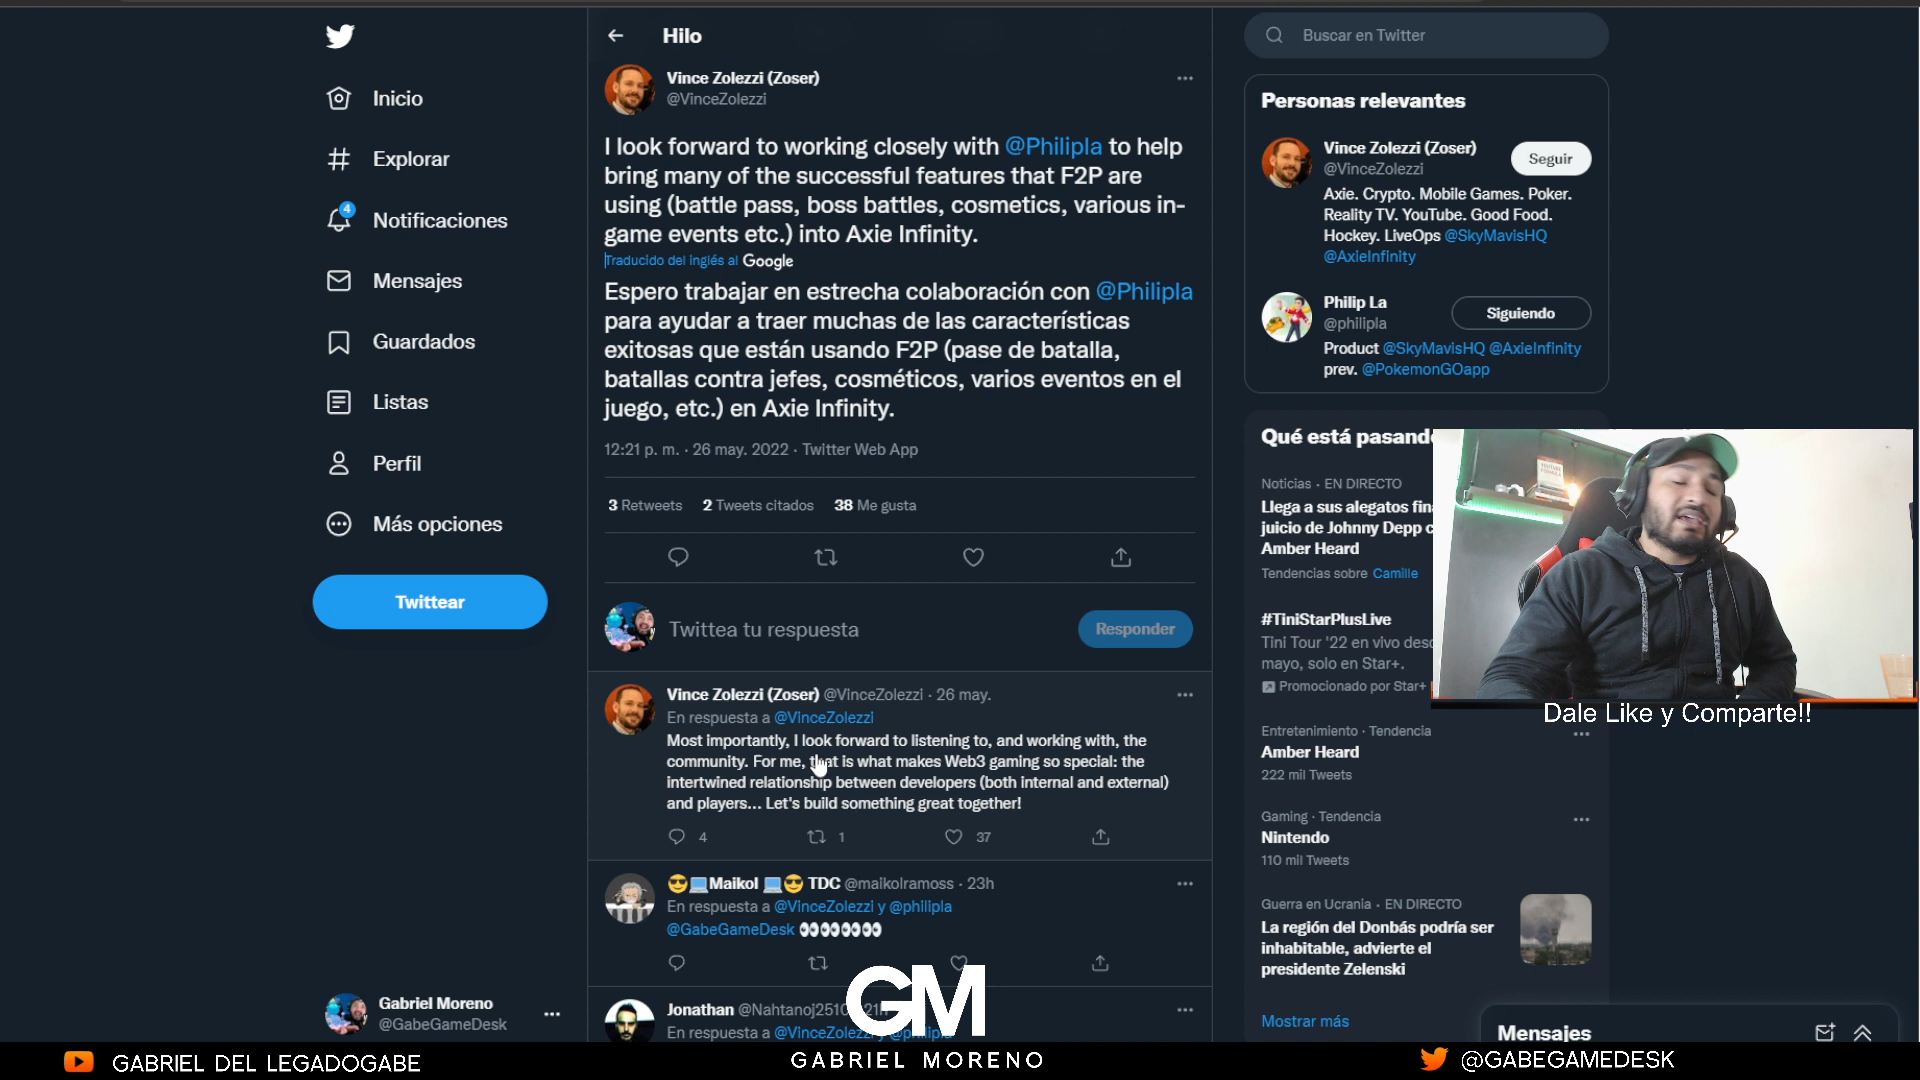 Inicio
Explorar
4
Notificaciones
Mensajes
Guardados
Listas
Perfil
Más opciones
Twittear
Gabriel Moreno
@GabeGameDesk
Hilo
Vince Zolezzi (Zoser)
@VinceZolezzi
I look forward to working closely with @Philipla to help
bring many of the successful features that F2P are
using (battle pass, boss battles, cosmetics, various in-
game events etc.) into Axie Infinity.
Traducido del inglés al Google
Espero trabajar en estrecha colaboración con @Philipla
para ayudar a traer muchas de las características
exitosas que están usando F2P (pase de batalla,
batallas contra jefes, cosméticos, varios eventos en el
juego, etc.) en Axie Infinity.
12:21 p. m. · 26 may. 2022 · Twitter Web App
3 Retweets 2 Tweets citados 38 Me gusta
Twittea tu respuesta
Responder
Vince Zolezzi (Zoser) @VinceZolezzi · 26 may.
En respuesta a @VinceZolezzi
Most importantly, I look forward to listening to, and working with, the
community. For me, that is what makes Web3 gaming so special: the
intertwined relationship between developers (both internal and external)
and players... Let's build something great together!
4 1 37
😎💻Maikol 💻😎 TDC @maikolramoss · 23h
En respuesta a @VinceZolezzi y @philipla
@GabeGameDesk 👀👀👀👀
Jonathan @Nahtanoj251
En respuesta a @VinceZolezzi y @philipla
Buscar en Twitter
Personas relevantes
Vince Zolezzi (Zoser)
@VinceZolezzi
Seguir
Axie. Crypto. Mobile Games. Poker.
Reality TV. YouTube. Good Food.
Hockey. LiveOps @SkyMavisHQ
@AxieInfinity
Philip La
@philipla
Siguiendo
Product @SkyMavisHQ @AxieInfinity
prev. @PokemonGOapp
Qué está pasando
Noticias · EN DIRECTO
Llega a sus alegatos fin
juicio de Johnny Depp c
Amber Heard
Tendencias sobre Camille
#TiniStarPlusLive
Tini Tour '22 en vivo desd
mayo, solo en Star+.
Promocionado por Star+
Entretenimiento · Tendencia
Amber Heard
222 mil Tweets
Gaming · Tendencia
Nintendo
110 mil Tweets
Guerra en Ucrania · EN DIRECTO
La región del Donbás podría ser
inhabitable, advierte el
presidente Zelenski
Mostrar más
Mensajes
Dale Like y Comparte!!
GM
GABRIEL DEL LEGADOGABE
GABRIEL MORENO
@GABEGAMEDESK